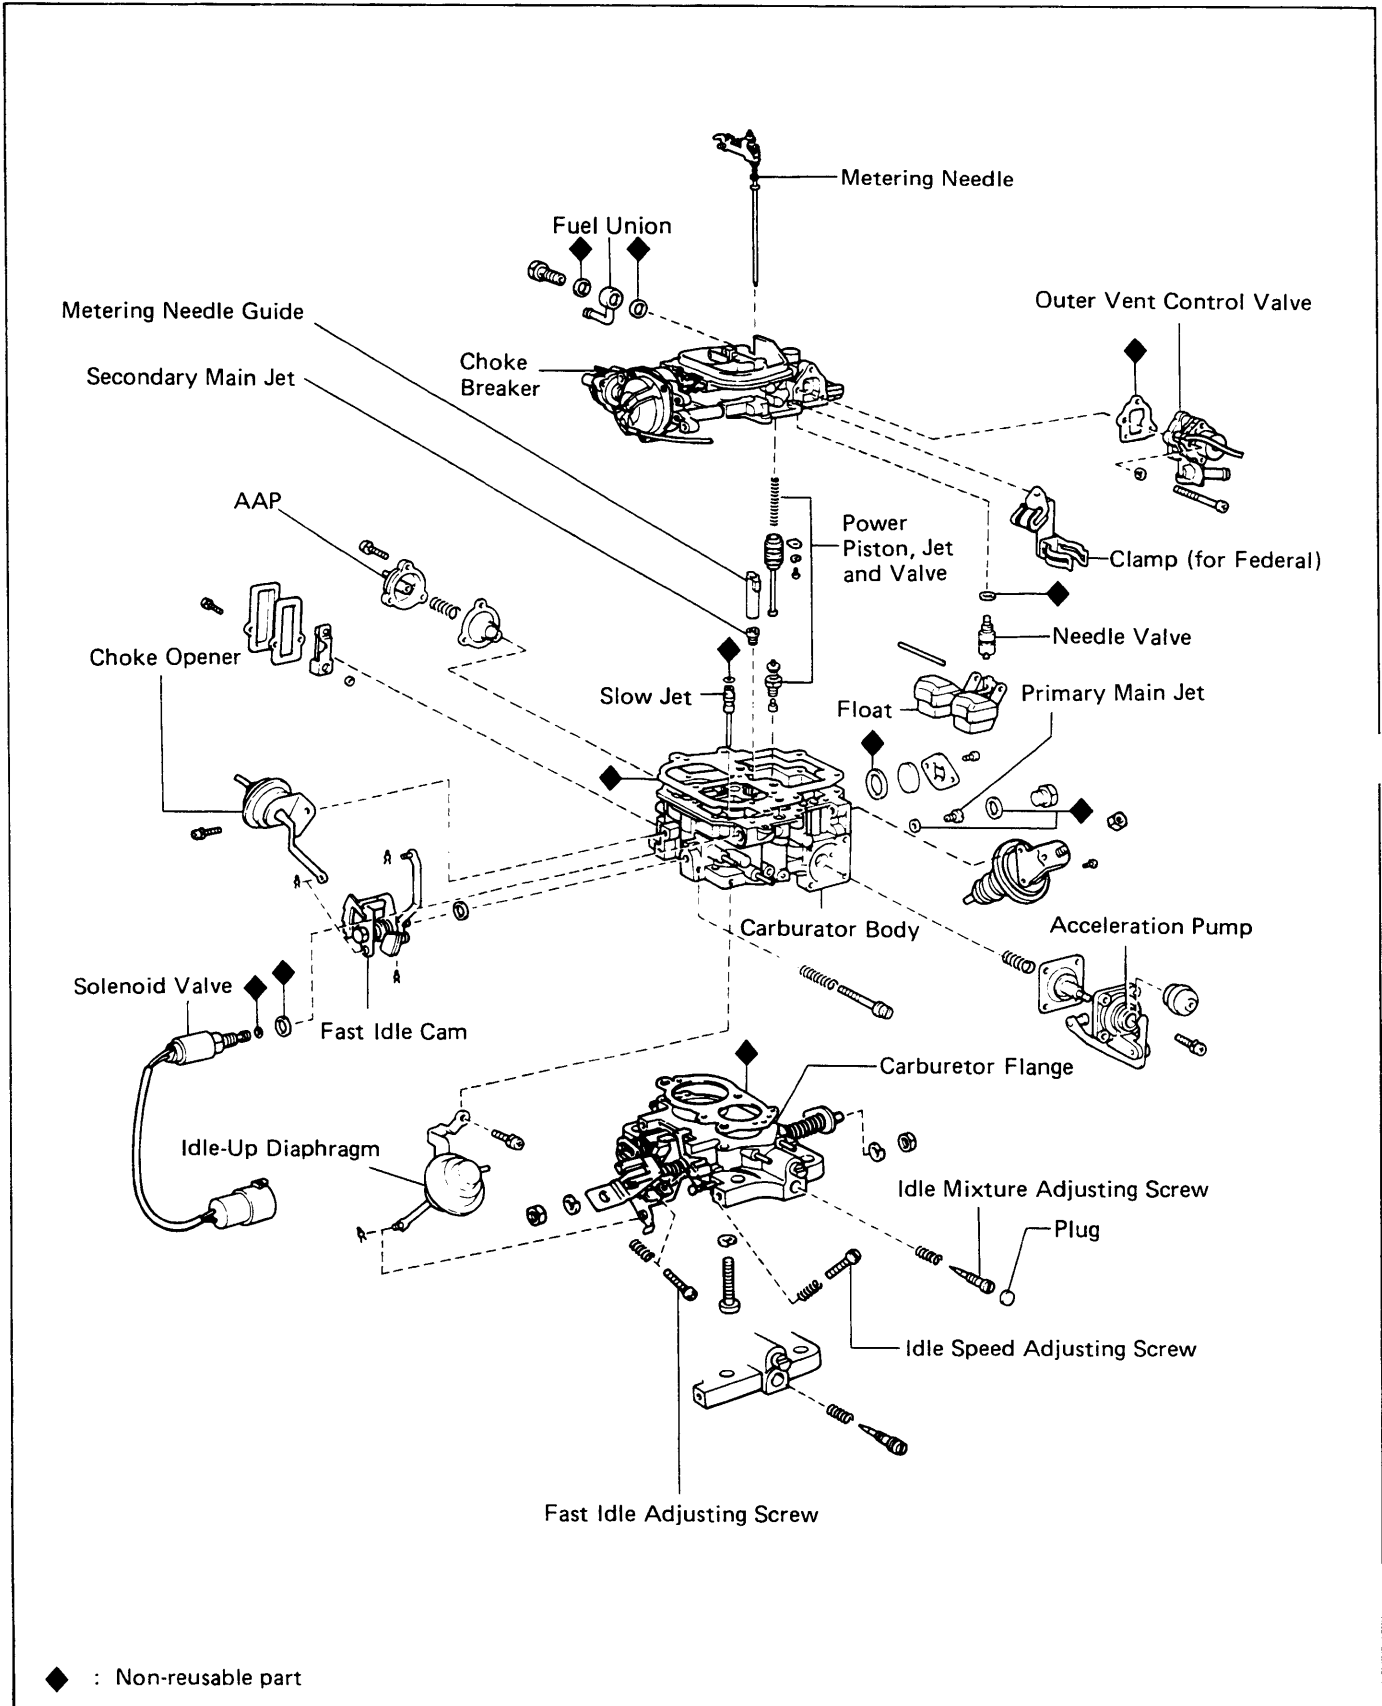 Metering Needle
Fuel Union
Outer Vent Control Valve
Metering Needle Guide
Choke
Breaker
Secondary Main Jet
AAP
Power
Piston, Jet
and Valve
Clamp (for Federal)
Needle Valve
Choke Opener
Slow Jet
Float
Primary Main Jet
Carburator Body
Acceleration Pump
Solenoid Valve
Fast Idle Cam
Carburetor Flange
Idle-Up Diaphragm
Idle Mixture Adjusting Screw
Plug
Idle Speed Adjusting Screw
Fast Idle Adjusting Screw
◆ : Non-reusable part